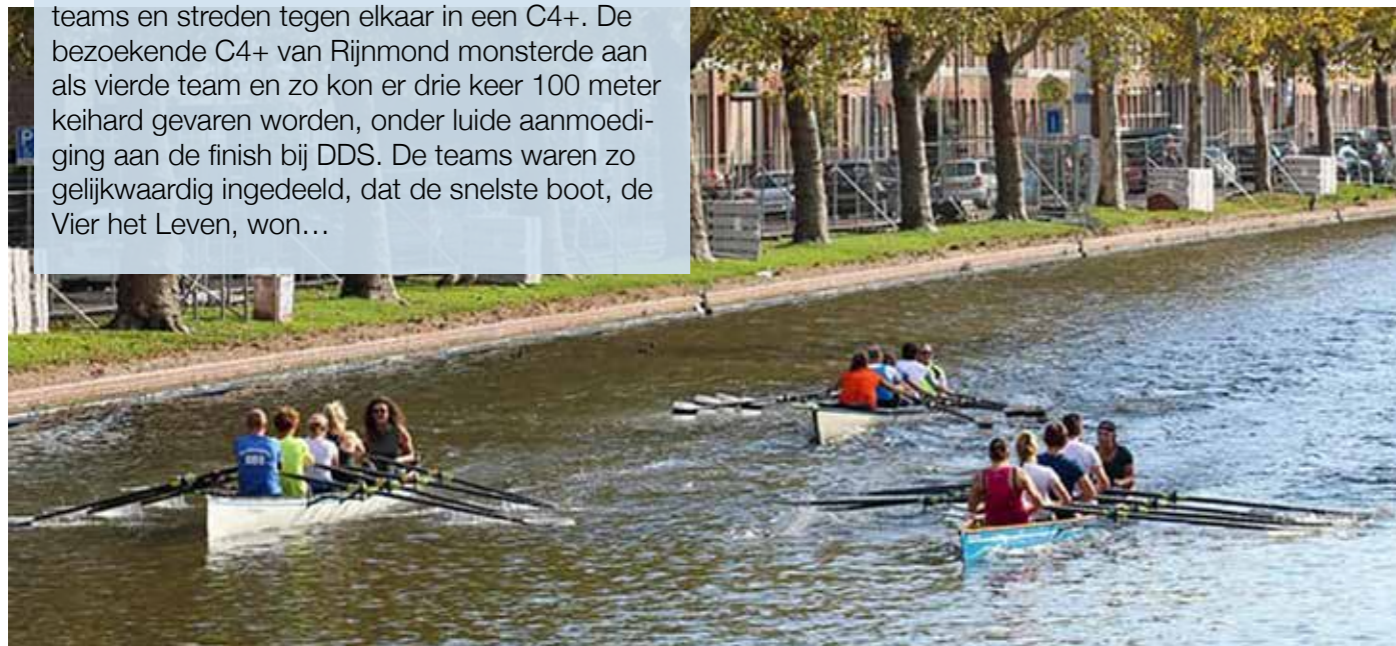 teams en streden tegen elkaar in een C4+. De
bezoekende C4+ van Rijnmond monsterde aan
als vierde team en zo kon er drie keer 100 meter
keihard gevaren worden, onder luide aanmoedi-
ging aan de finish bij DDS. De teams waren zo
gelijkwaardig ingedeeld, dat de snelste boot, de
Vier het Leven, won…
P
DDS